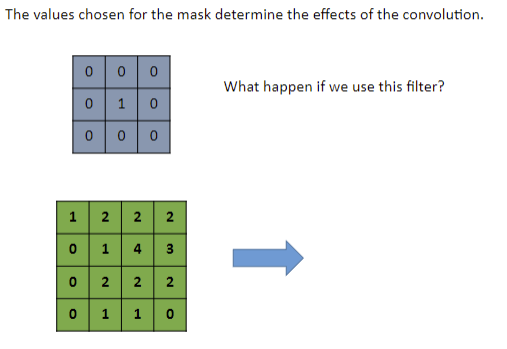 The values chosen for the mask determine the effects of the convolution.
0 0 0
0 1 0
0 0 0
What happen if we use this filter?
1 2 2 2
0 1 4 3
0 2 2 2
0 1 1 0